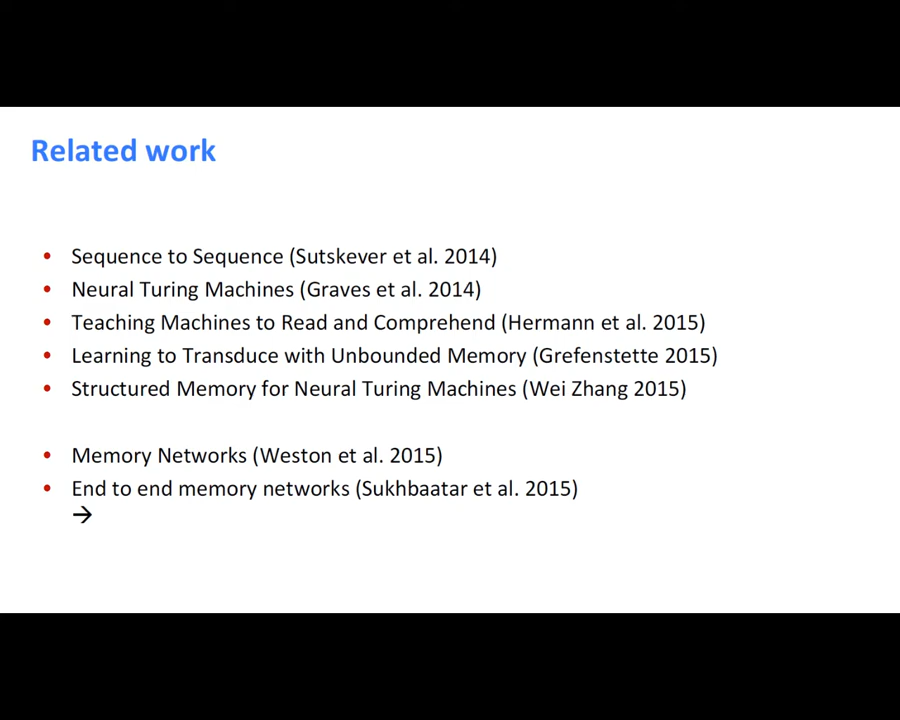 Related work
• Sequence to Sequence (Sutskever et al. 2014)
• Neural Turing Machines (Graves et al. 2014)
• Teaching Machines to Read and Comprehend (Hermann et al. 2015)
• Learning to Transduce with Unbounded Memory (Grefenstette 2015)
• Structured Memory for Neural Turing Machines (Wei Zhang 2015)
• Memory Networks (Weston et al. 2015)
• End to end memory networks (Sukhbaatar et al. 2015)
→